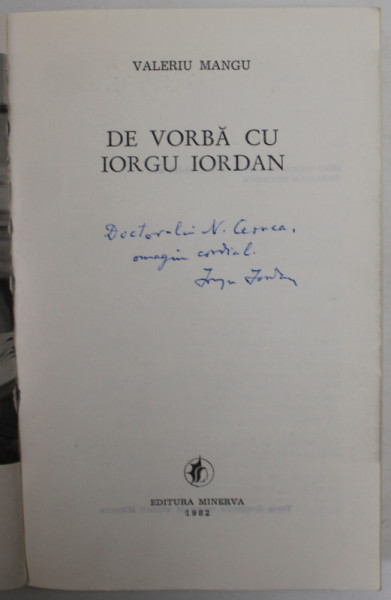 VALERIU MANGU
DE VORBĂ CU
IORGU IORDAN
Doctorului N. Cernea,
omagiu cordial.
Iorgu Iordan
EDITURA MINERVA
1982